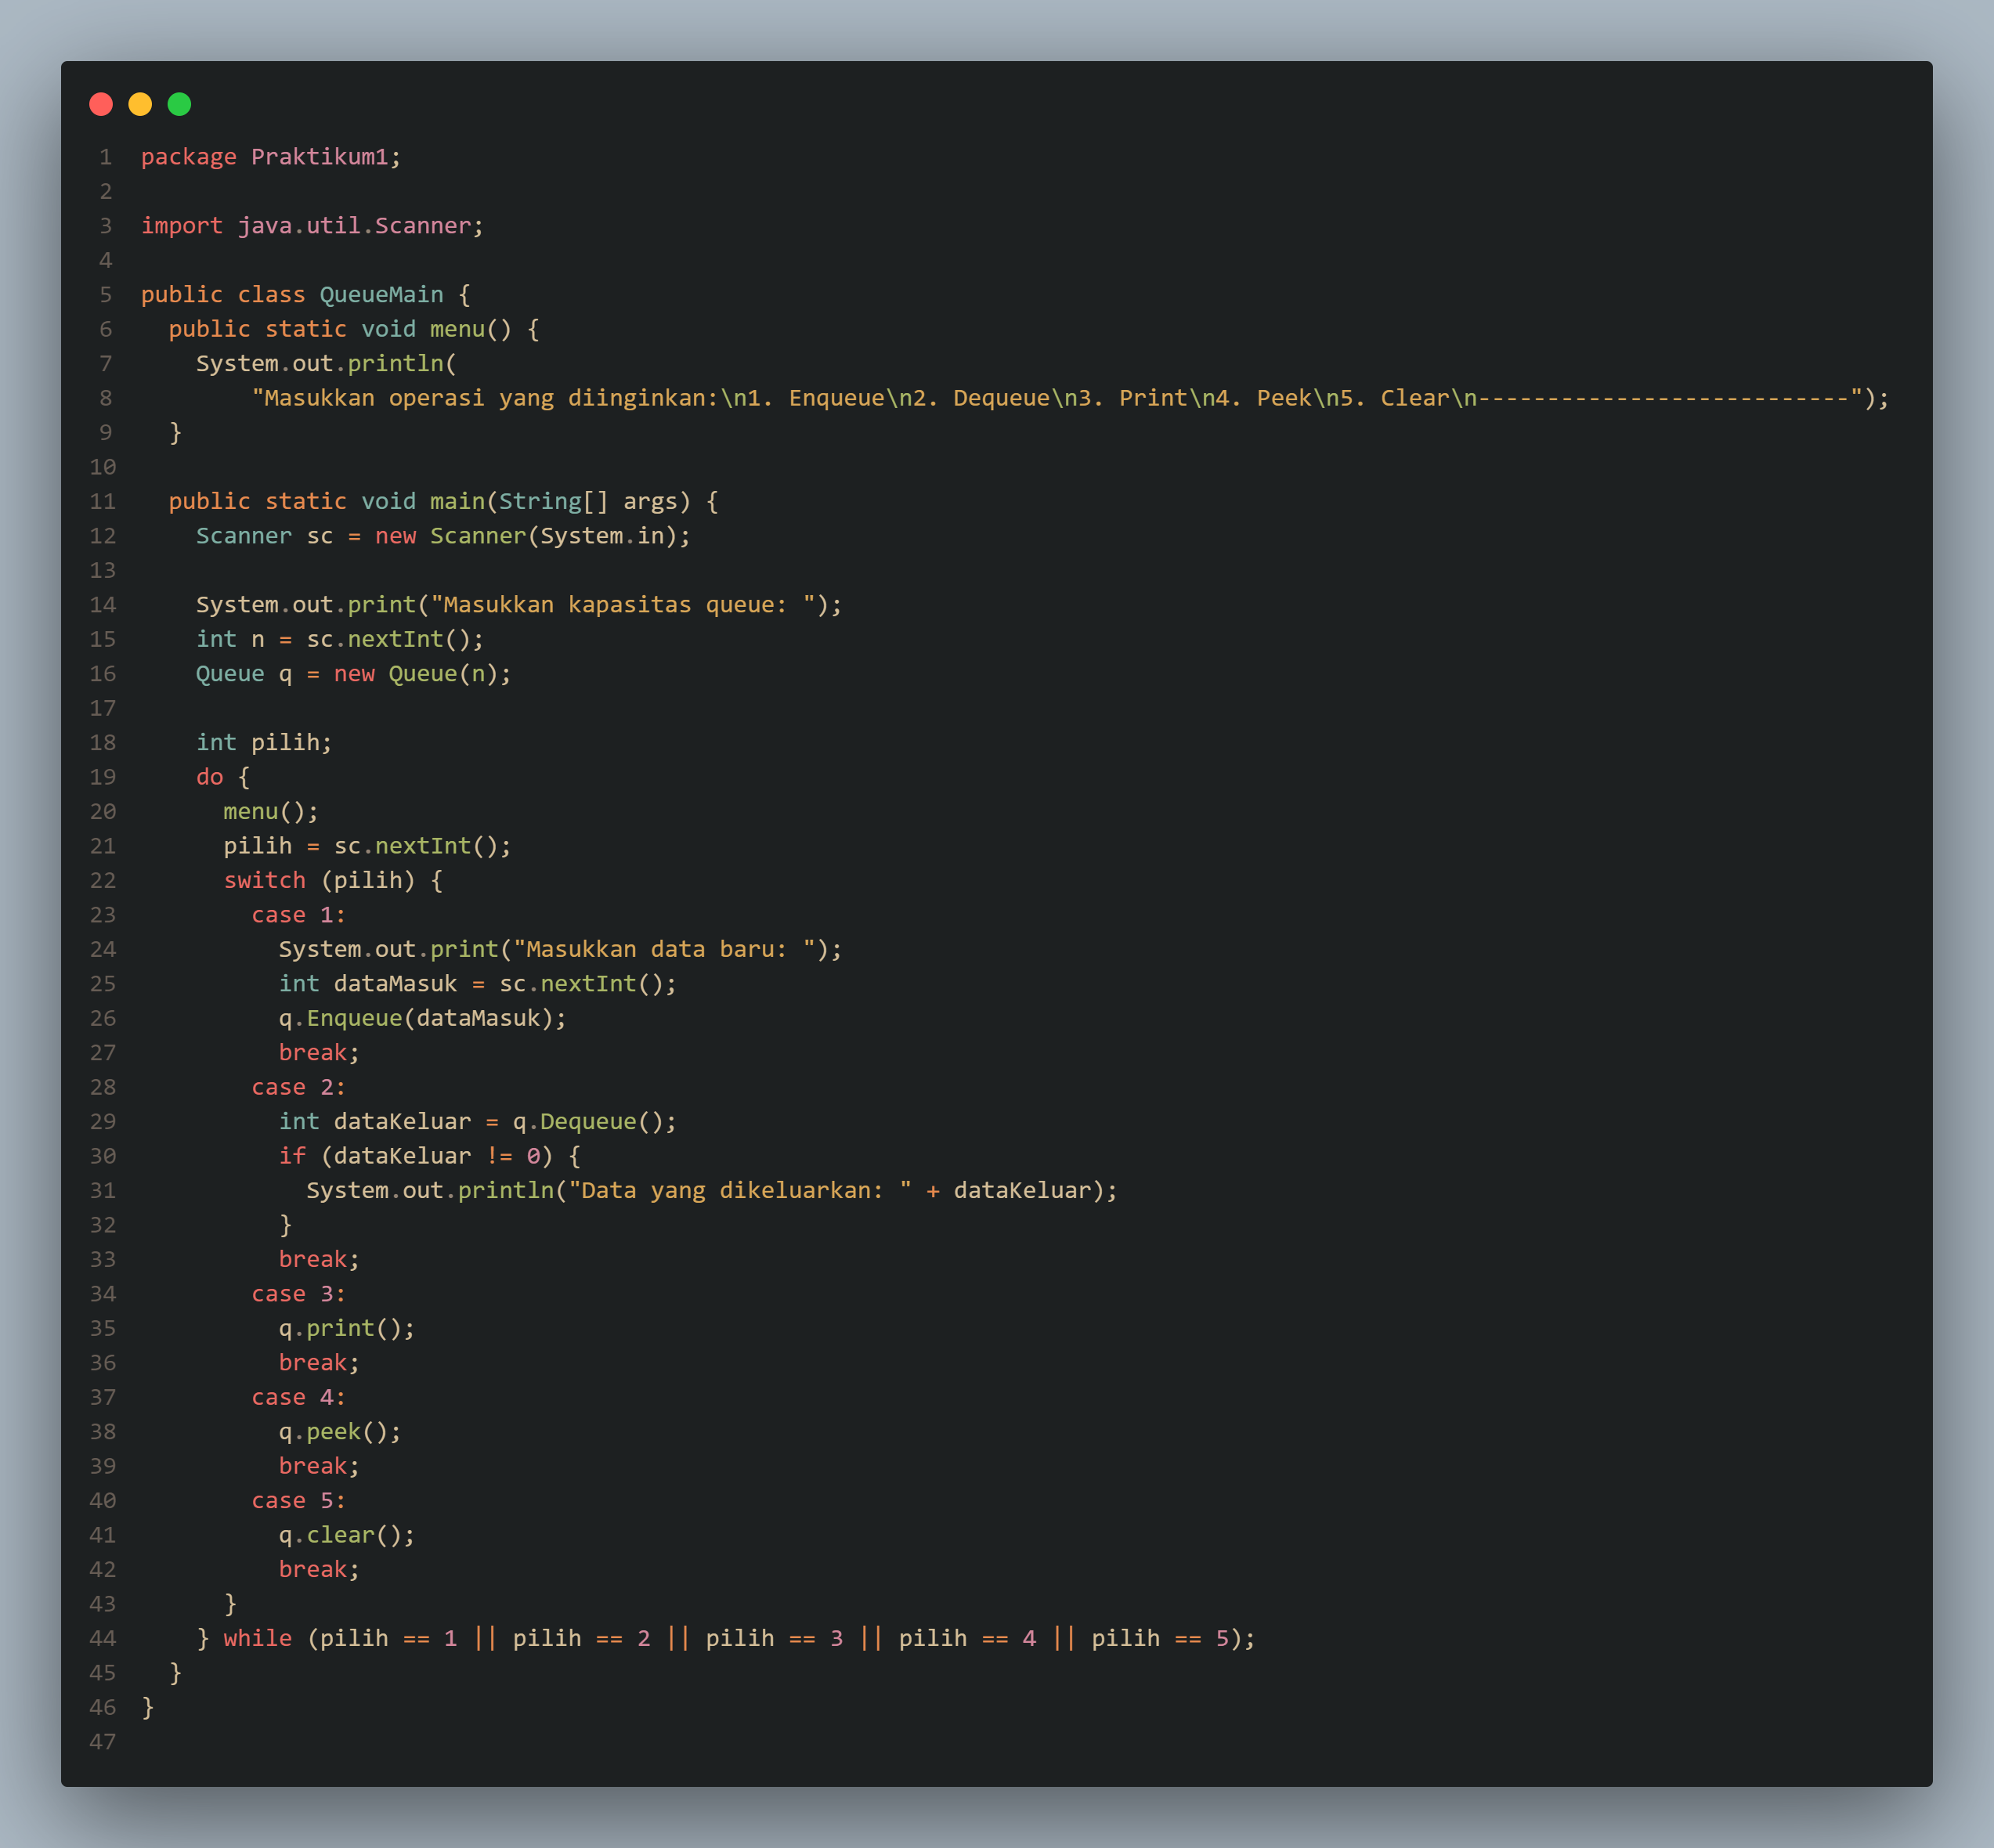 1 package Praktikum1;
2
3 import java.util.Scanner;
4
5 public class QueueMain {
6   public static void menu() {
7     System.out.println(
8         "Masukkan operasi yang diinginkan:\n1. Enqueue\n2. Dequeue\n3. Print\n4. Peek\n5. Clear\n---------------------------");
9   }
10
11   public static void main(String[] args) {
12     Scanner sc = new Scanner(System.in);
13
14     System.out.print("Masukkan kapasitas queue: ");
15     int n = sc.nextInt();
16     Queue q = new Queue(n);
17
18     int pilih;
19     do {
20       menu();
21       pilih = sc.nextInt();
22       switch (pilih) {
23         case 1:
24           System.out.print("Masukkan data baru: ");
25           int dataMasuk = sc.nextInt();
26           q.Enqueue(dataMasuk);
27           break;
28         case 2:
29           int dataKeluar = q.Dequeue();
30           if (dataKeluar != 0) {
31             System.out.println("Data yang dikeluarkan: " + dataKeluar);
32           }
33           break;
34         case 3:
35           q.print();
36           break;
37         case 4:
38           q.peek();
39           break;
40         case 5:
41           q.clear();
42           break;
43       }
44     } while (pilih == 1 || pilih == 2 || pilih == 3 || pilih == 4 || pilih == 5);
45   }
46 }
47